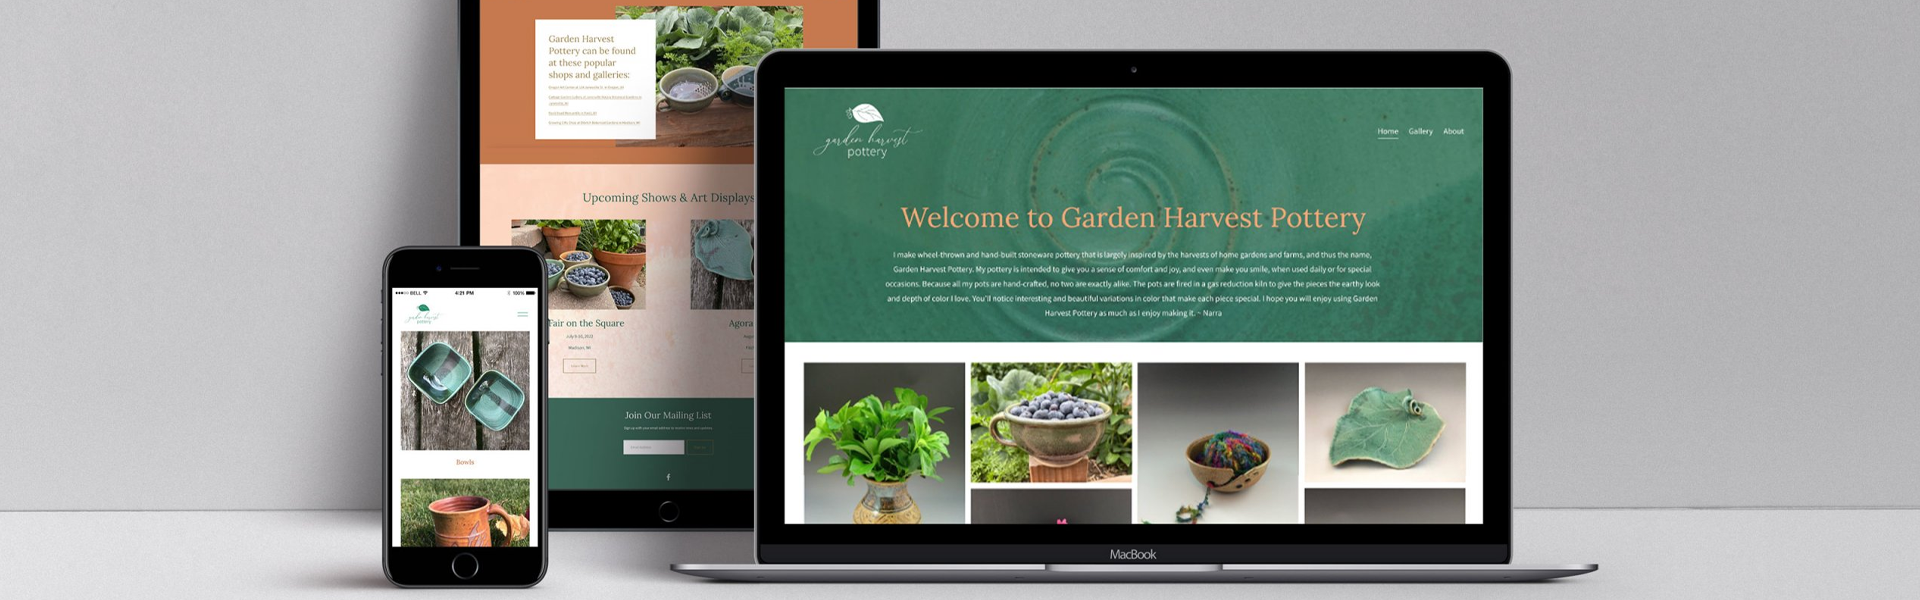 Garden Harvest
Pottery can be found
at these popular
shops and galleries:
Upcoming Shows & Art Displays
Fair on the Square
July 9-10, 2022
Madison, WI
Agora
Join Our Mailing List
BELL
4:21 PM
100%
garden harvest
pottery
Bowls
garden harvest
pottery
Home
Gallery
About
Welcome to Garden Harvest Pottery
I make wheel-thrown and hand-built stoneware pottery that is largely inspired by the harvests of home gardens and farms, and thus the name,
Garden Harvest Pottery. My pottery is intended to give you a sense of comfort and joy, and even make you smile, when used daily or for special
occasions. Because all my pots are hand-crafted, no two are exactly alike. The pots are fired in a gas reduction kiln to give the pieces the earthy look
and depth of color I love. You'll notice interesting and beautiful variations in color that make each piece special. I hope you will enjoy using Garden
Harvest Pottery as much as I enjoy making it. ~ Narra
MacBook